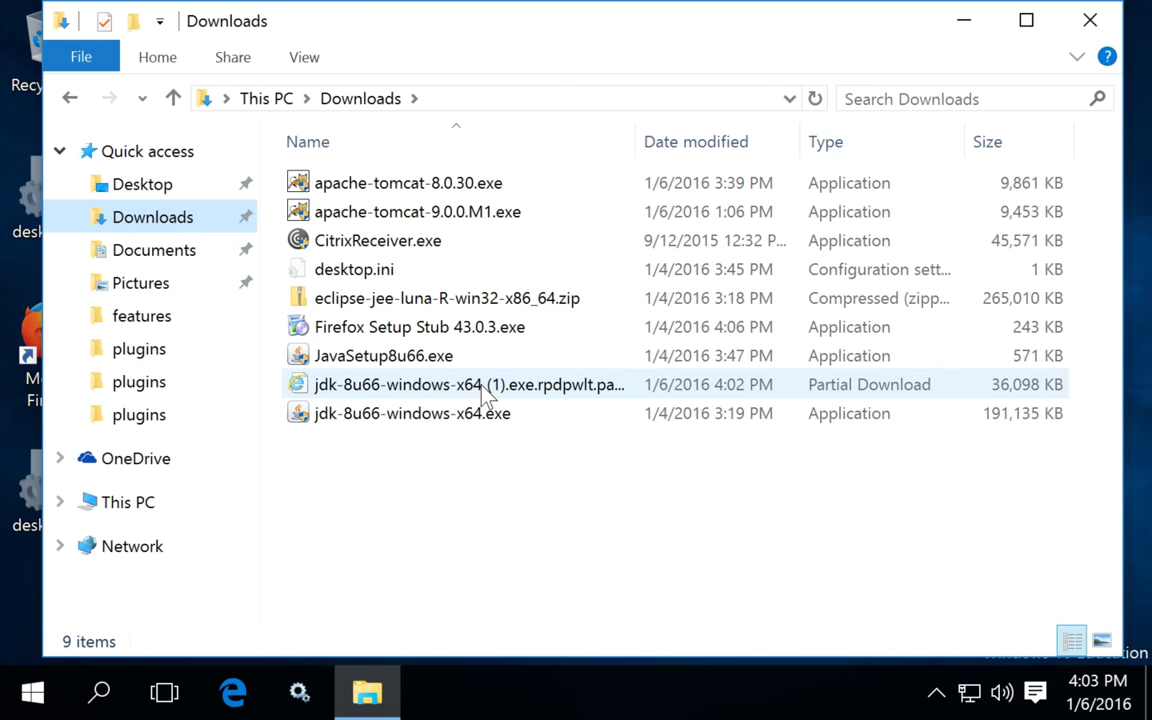 Downloads
File Home Share View
This PC Downloads Search Downloads
Name Date modified Type Size
Quick access
Desktop
Downloads
Documents
Pictures
features
plugins
plugins
plugins
OneDrive
This PC
Network
apache-tomcat-8.0.30.exe 1/6/2016 3:39 PM Application 9,861 KB
apache-tomcat-9.0.0.M1.exe 1/6/2016 1:06 PM Application 9,453 KB
CitrixReceiver.exe 9/12/2015 12:32 P... Application 45,571 KB
desktop.ini 1/4/2016 3:45 PM Configuration sett... 1 KB
eclipse-jee-luna-R-win32-x86_64.zip 1/4/2016 3:18 PM Compressed (zipp... 265,010 KB
Firefox Setup Stub 43.0.3.exe 1/4/2016 4:06 PM Application 243 KB
JavaSetup8u66.exe 1/4/2016 3:47 PM Application 571 KB
jdk-8u66-windows-x64 (1).exe.rpdpwlt.pa... 1/6/2016 4:02 PM Partial Download 36,098 KB
jdk-8u66-windows-x64.exe 1/4/2016 3:19 PM Application 191,135 KB
9 items
Recy
desk
M
Fir
desk
4:03 PM
1/6/2016